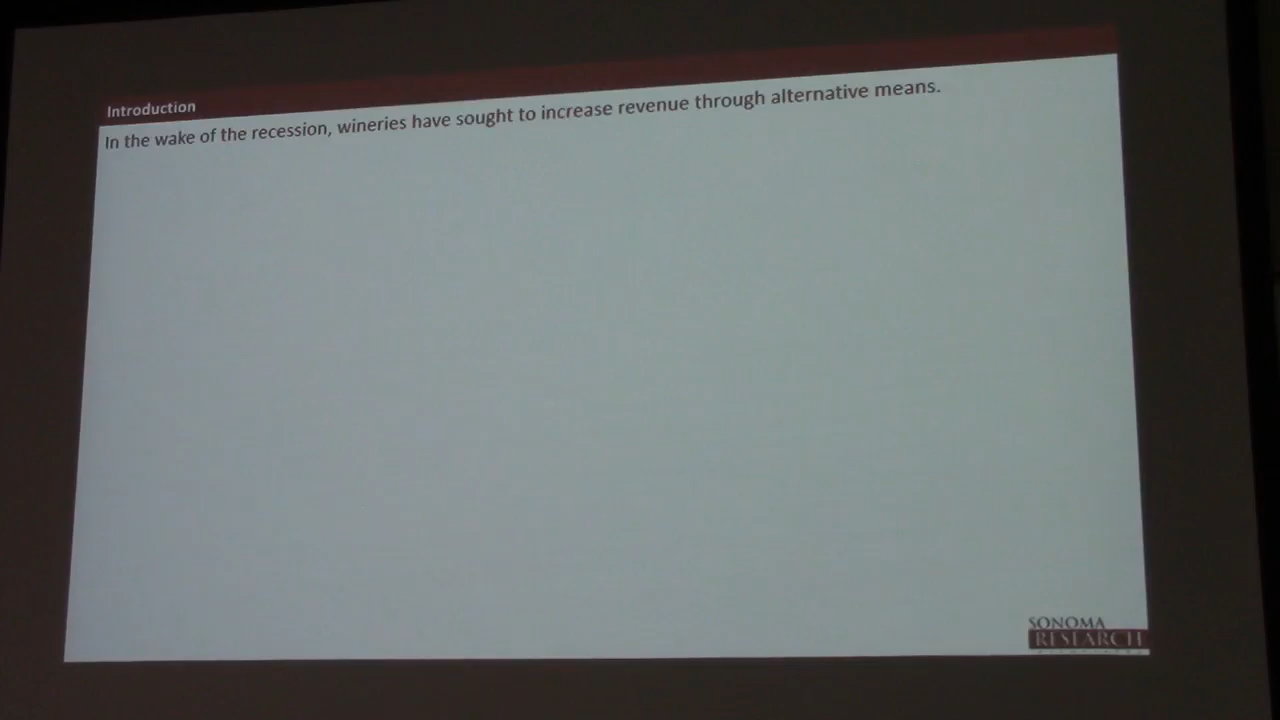 Introduction
In the wake of the recession, wineries have sought to increase revenue through alternative means.
SONOMA
RESEARCH